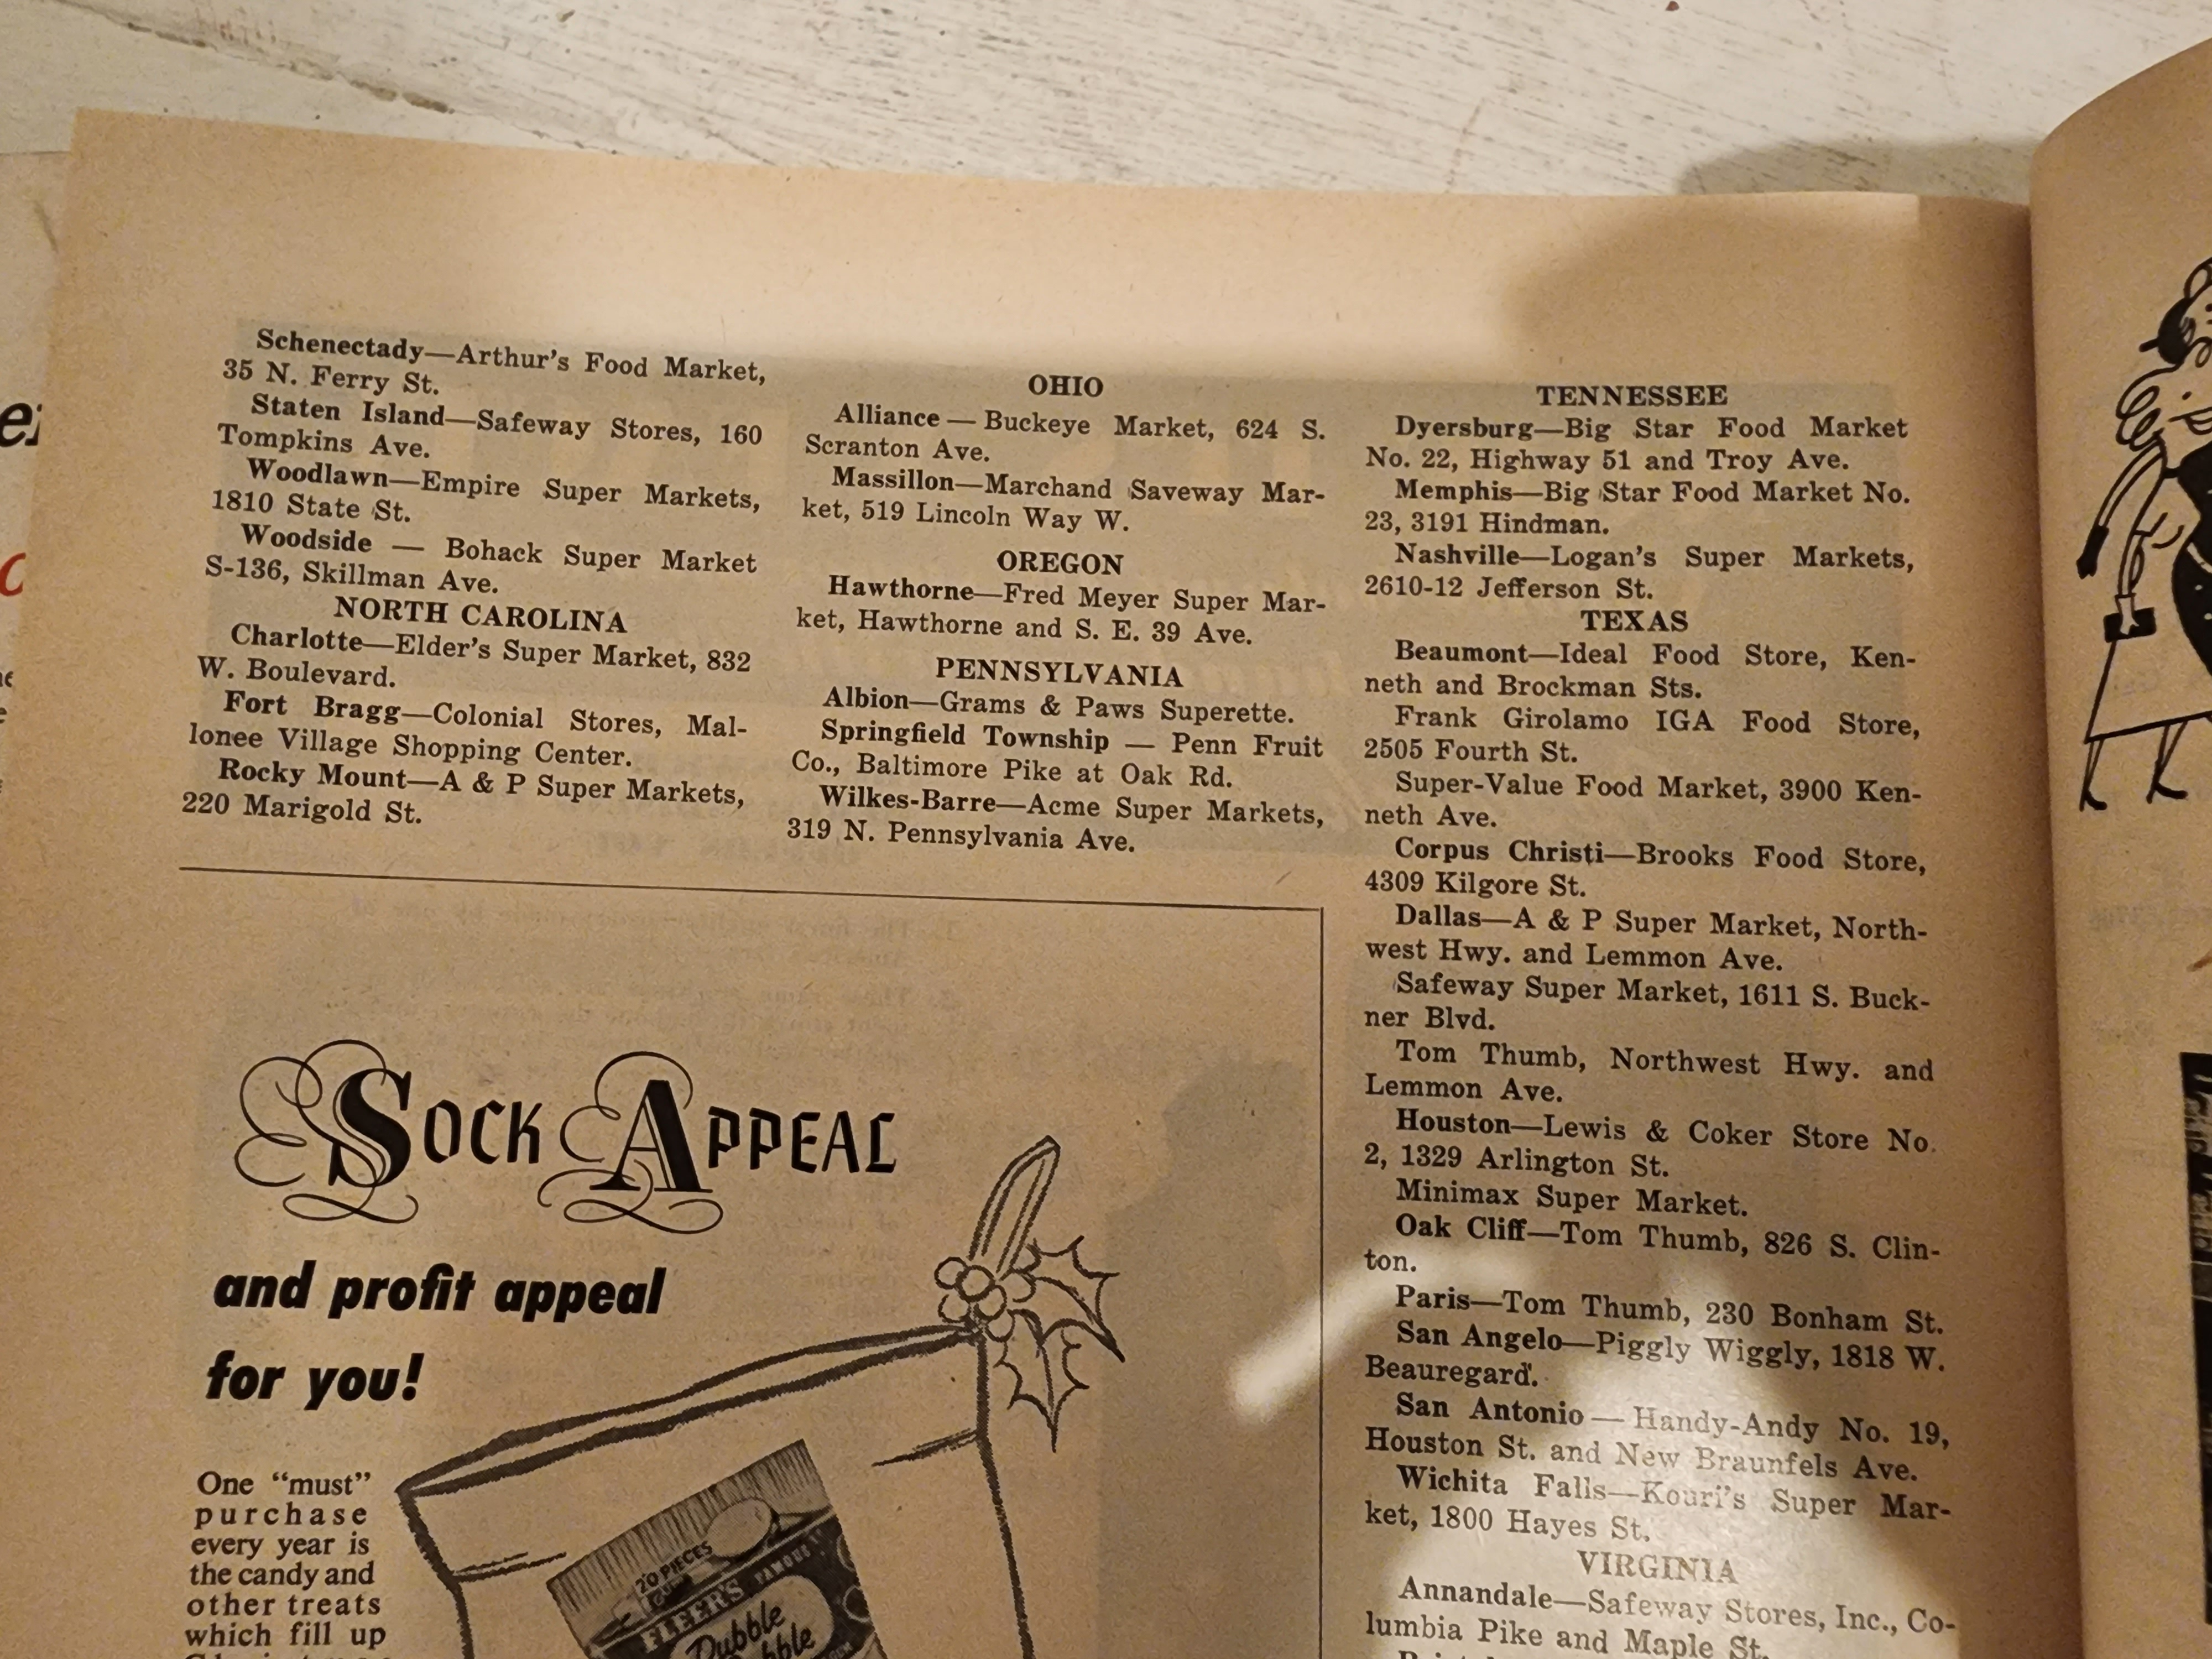 Schenectady—Arthur's Food Market,
35 N. Ferry St.
Staten Island—Safeway Stores, 160
Tompkins Ave.
Woodlawn—Empire Super Markets,
1810 State St.
Woodside — Bohack Super Market
S-136, Skillman Ave.
NORTH CAROLINA
Charlotte—Elder's Super Market, 832
W. Boulevard.
Fort Bragg—Colonial Stores, Mal-
lonee Village Shopping Center.
Rocky Mount—A & P Super Markets,
220 Marigold St.
OHIO
Alliance — Buckeye Market, 624 S.
Scranton Ave.
Massillon—Marchand Saveway Mar-
ket, 519 Lincoln Way W.
OREGON
Hawthorne—Fred Meyer Super Mar-
ket, Hawthorne and S. E. 39 Ave.
PENNSYLVANIA
Albion—Grams & Paws Superette.
Springfield Township — Penn Fruit
Co., Baltimore Pike at Oak Rd.
Wilkes-Barre—Acme Super Markets,
319 N. Pennsylvania Ave.
TENNESSEE
Dyersburg—Big Star Food Market
No. 22, Highway 51 and Troy Ave.
Memphis—Big Star Food Market No.
23, 3191 Hindman.
Nashville—Logan's Super Markets,
2610-12 Jefferson St.
TEXAS
Beaumont—Ideal Food Store, Ken-
neth and Brockman Sts.
Frank Girolamo IGA Food Store,
2505 Fourth St.
Super-Value Food Market, 3900 Ken-
neth Ave.
Corpus Christi—Brooks Food Store,
4309 Kilgore St.
Dallas—A & P Super Market, North-
west Hwy. and Lemmon Ave.
Safeway Super Market, 1611 S. Buck-
ner Blvd.
Tom Thumb, Northwest Hwy. and
Lemmon Ave.
Houston—Lewis & Coker Store No.
2, 1329 Arlington St.
Minimax Super Market.
Oak Cliff—Tom Thumb, 826 S. Clin-
ton.
Paris—Tom Thumb, 230 Bonham St.
San Angelo—Piggly Wiggly, 1818 W.
Beauregard.
San Antonio — Handy-Andy No. 19,
Houston St. and New Braunfels Ave.
Wichita Falls—Kouri's Super Mar-
ket, 1800 Hayes St.
VIRGINIA
Annandale—Safeway Stores, Inc., Co-
lumbia Pike and Maple St.
SOCK APPEAL
and profit appeal
for you!
One "must"
purchase
every year is
the candy and
other treats
which fill up
20 PIECES
FLEER'S FAMOUS
Dubble